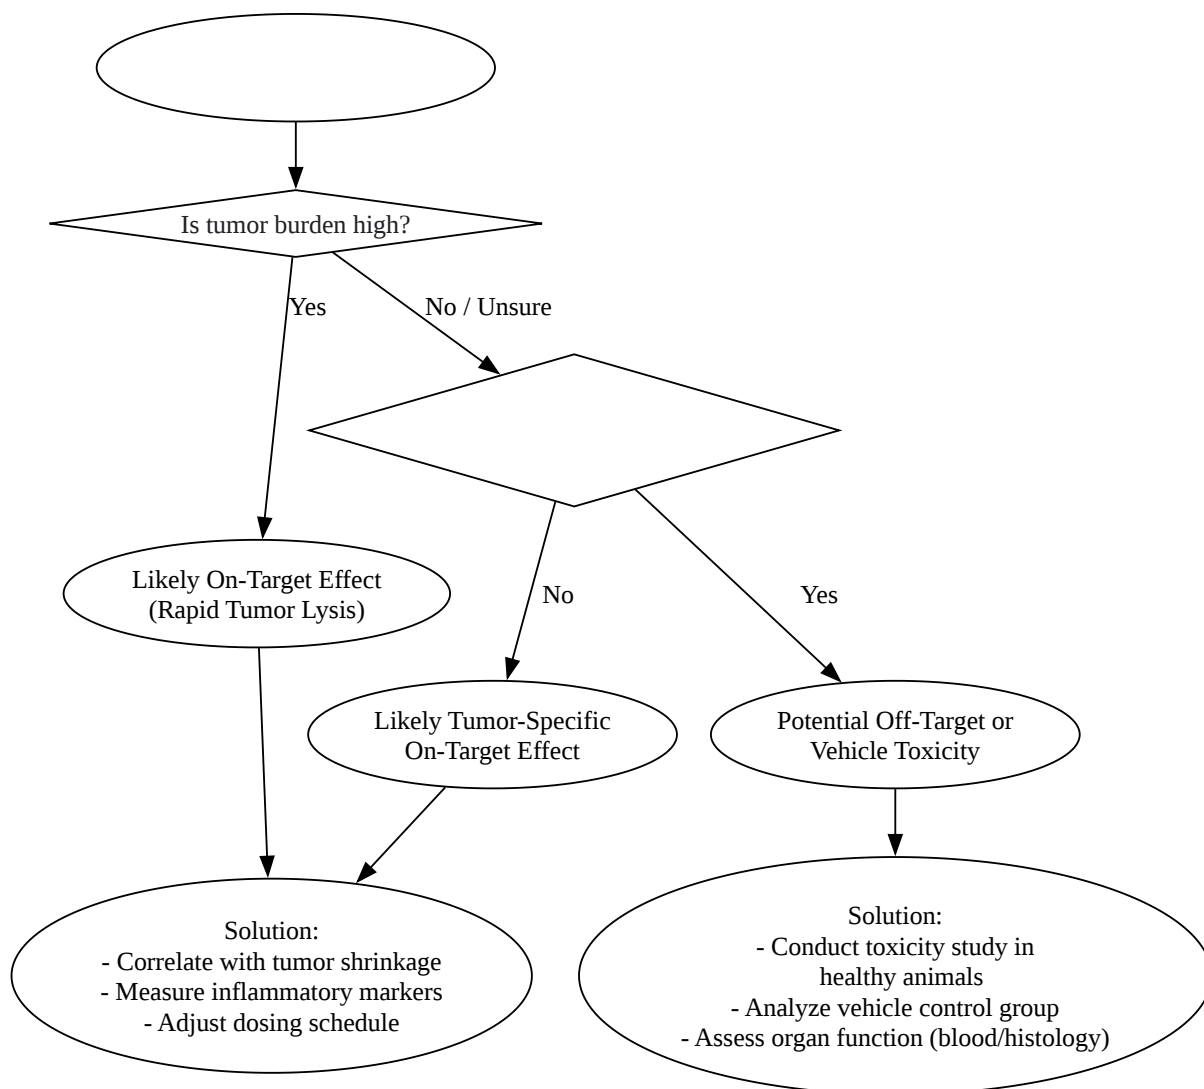 Is tumor burden high?
Yes
No / Unsure
Likely On-Target Effect
(Rapid Tumor Lysis)
No
Yes
Likely Tumor-Specific
On-Target Effect
Potential Off-Target or
Vehicle Toxicity
Solution:
- Correlate with tumor shrinkage
- Measure inflammatory markers
- Adjust dosing schedule
Solution:
- Conduct toxicity study in
healthy animals
- Analyze vehicle control group
- Assess organ function (blood/histology)